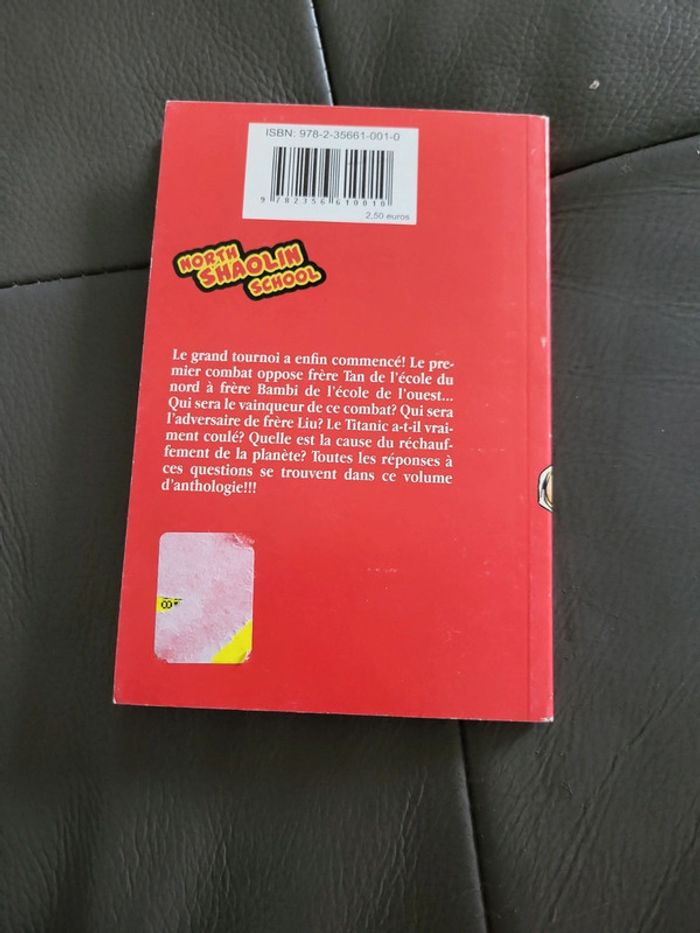 ISBN: 978-2-35661-001-0
9 782356 610010
2,50 euros
NORTH
SHAOLIN
SCHOOL
Le grand tournoi a enfin commencé! Le pre-
mier combat oppose frère Tan de l'école du
nord à frère Bambi de l'école de l'ouest...
Qui sera le vainqueur de ce combat? Qui sera
l'adversaire de frère Liu? Le Titanic a-t-il vrai-
ment coulé? Quelle est la cause du réchauf-
fement de la planète? Toutes les réponses à
ces questions se trouvent dans ce volume
d'anthologie!!!